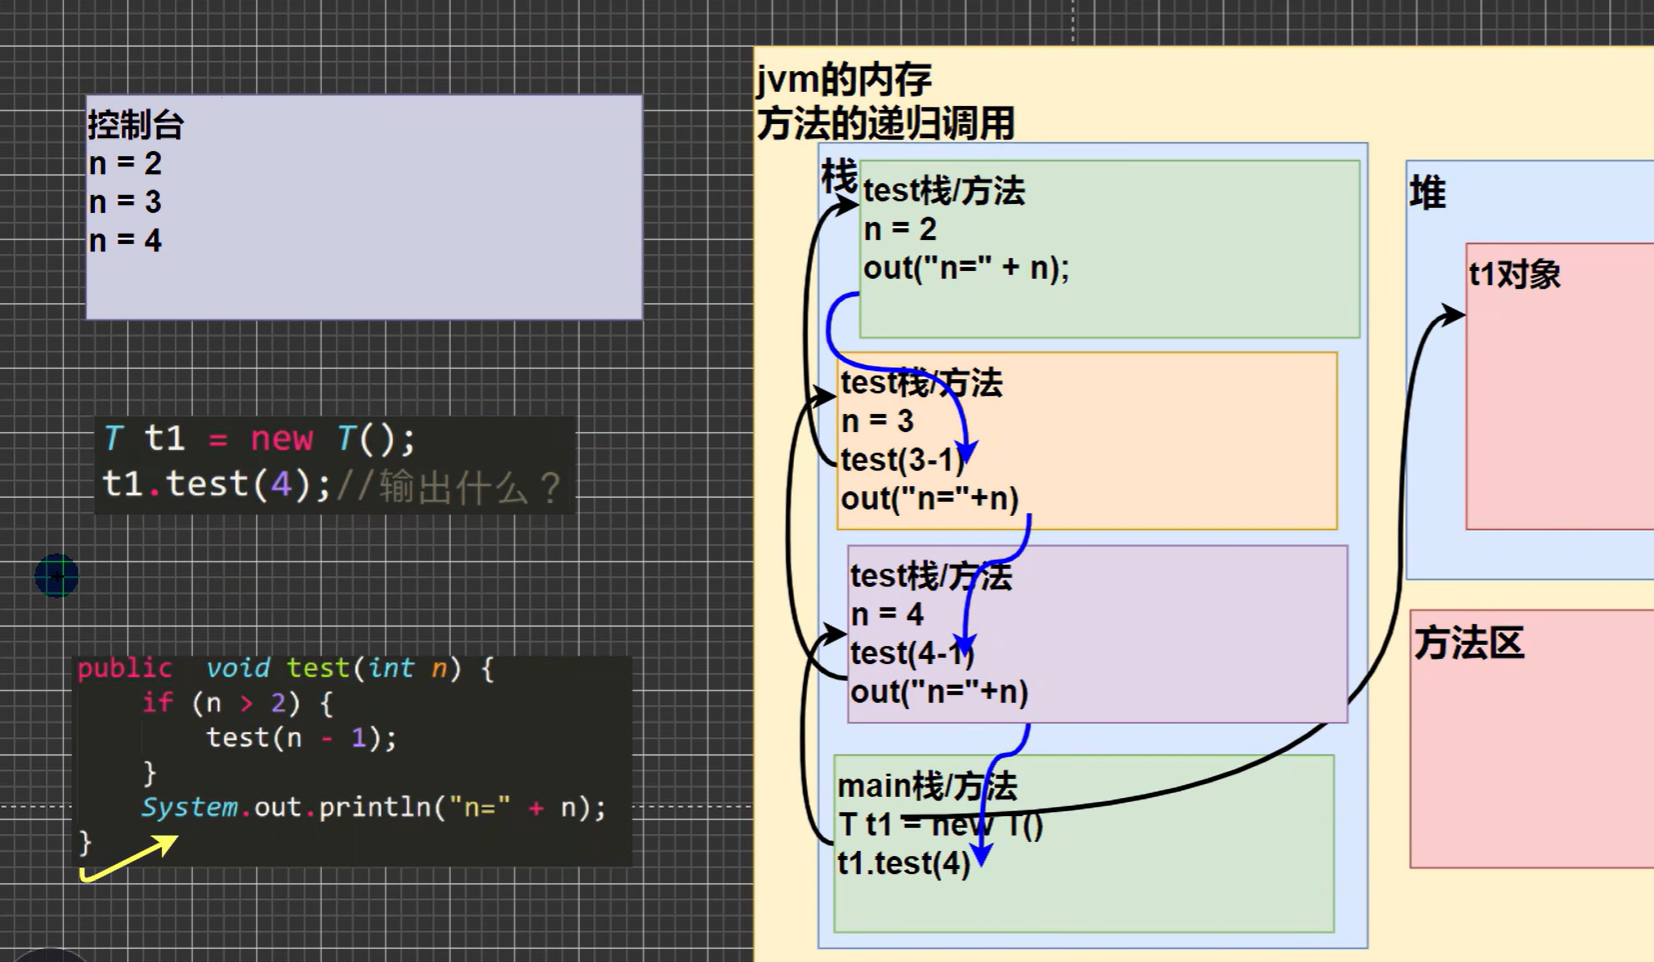 控制台
n = 2
n = 3
n = 4
T t1 = new T();
t1.test(4);//输出什么？
public  void test(int n) {
    if (n > 2) {
        test(n - 1);
    }
    System.out.println("n=" + n);
}
jvm的内存
方法的递归调用
栈
test栈/方法
n = 2
out("n=" + n);
test栈/方法
n = 3
test(3-1)
out("n="+n)
test栈/方法
n = 4
test(4-1)
out("n="+n)
main栈/方法
T t1 = new T()
t1.test(4)
堆
t1对象
方法区